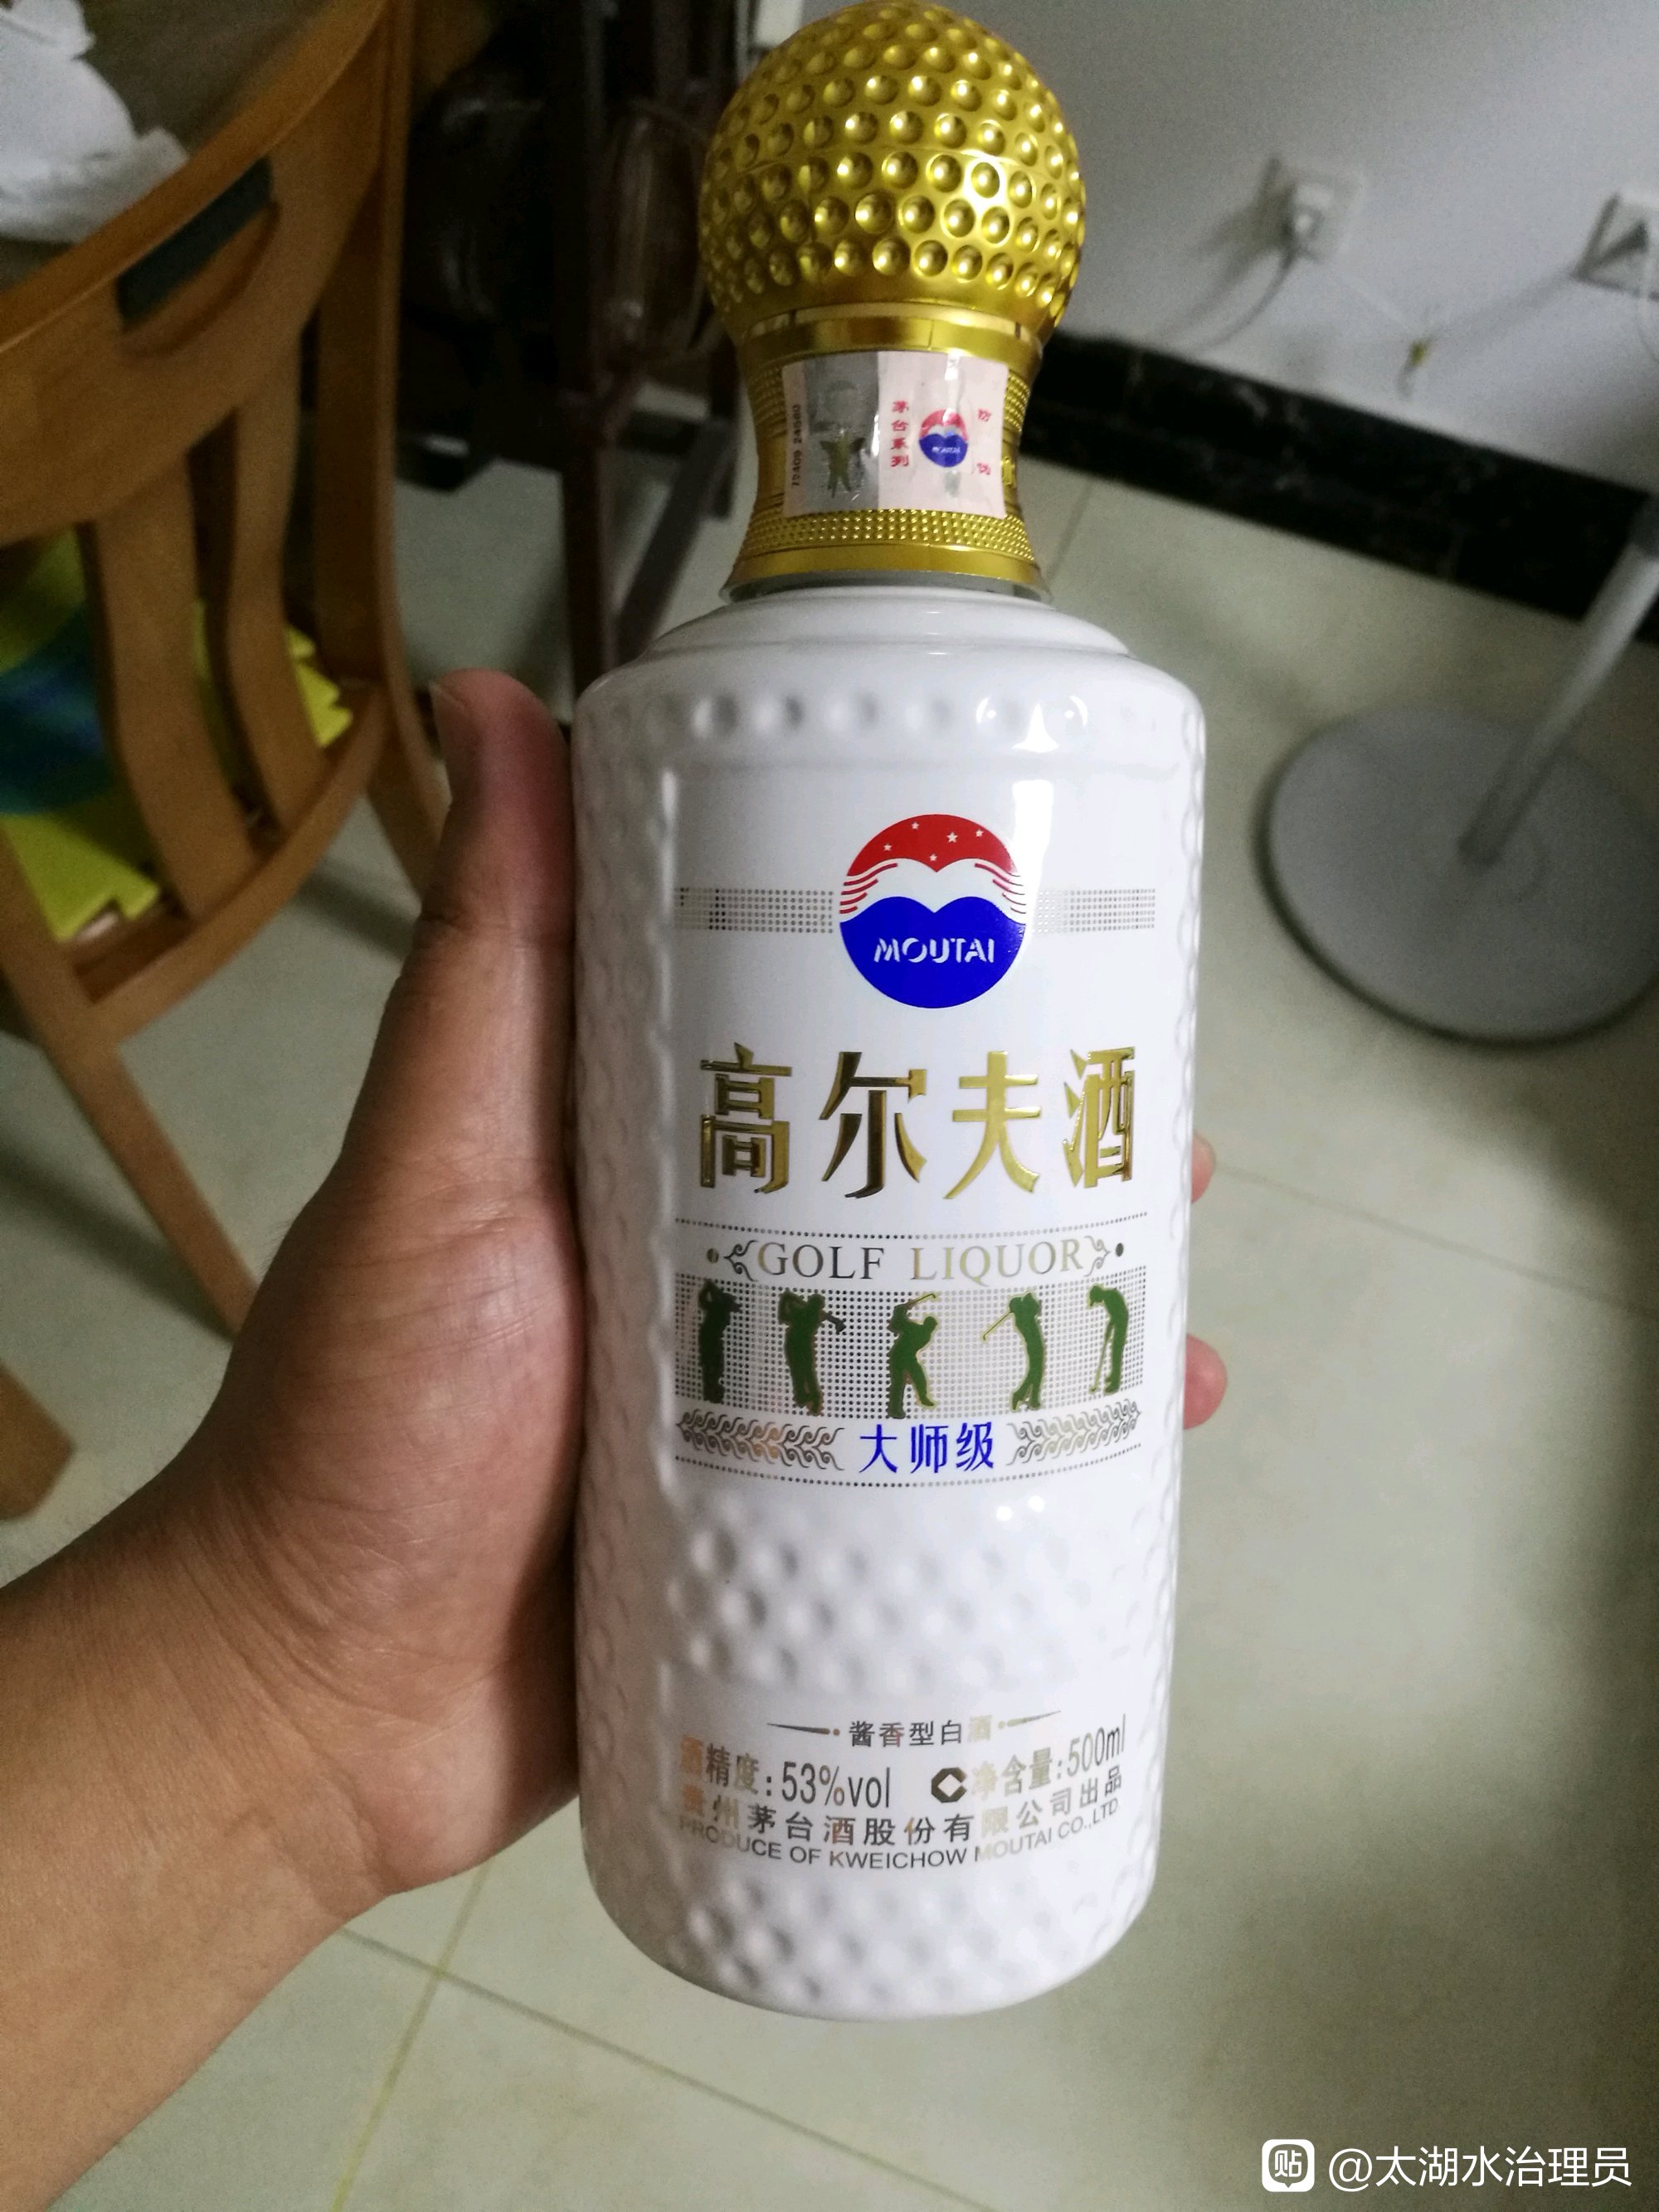 茅台系列
防伪
MOUTAI
MOUTAI
高尔夫酒
GOLF LIQUOR
大师级
酱香型白酒
酒精度:53%vol 净含量:500ml
贵州茅台酒股份有限公司出品
PRODUCE OF KWEICHOW MOUTAI CO.,LTD
贴 @太湖水治理员